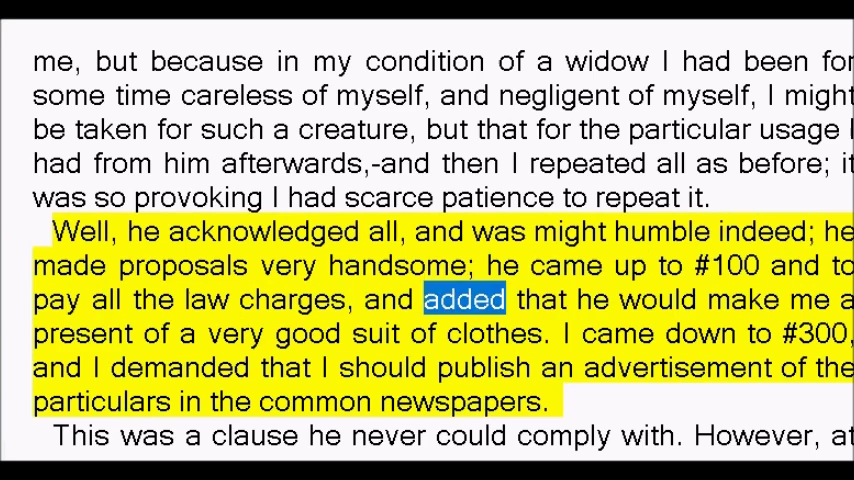 me, but because in my condition of a widow I had been for
some time careless of myself, and negligent of myself, I might
be taken for such a creature, but that for the particular usage I
had from him afterwards,-and then I repeated all as before; it
was so provoking I had scarce patience to repeat it.
Well, he acknowledged all, and was might humble indeed; he
made proposals very handsome; he came up to #100 and to
pay all the law charges, and added that he would make me a
present of a very good suit of clothes. I came down to #300,
and I demanded that I should publish an advertisement of the
particulars in the common newspapers.
This was a clause he never could comply with. However, at